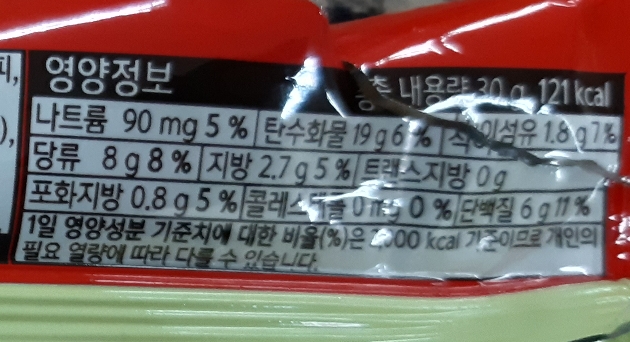 피,
영양정보 총 내용량 30 g 121 kcal
), 나트륨 90 mg 5 % 탄수화물 19 g 6 % 식이섬유 1.8 g 7%
당류 8 g 8 % 지방 2.7 g 5 % 트랜스지방 0 g
포화지방 0.8 g 5 % 콜레스테롤 0 mg 0 % 단백질 6 g 11 %
1일 영양성분 기준치에 대한 비율(%)은 2,000 kcal 기준이므로 개인의
필요 열량에 따라 다를 수 있습니다.